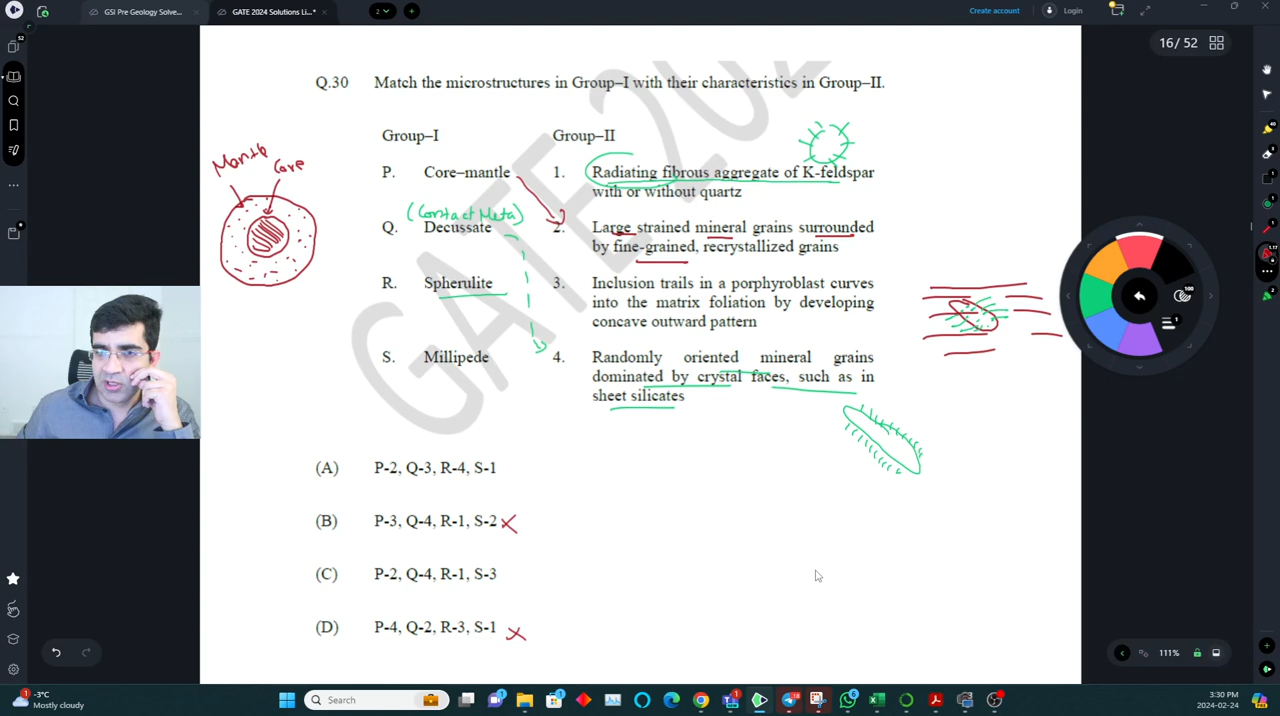 GSI Pre Geology Solve...
GATE 2024 Solutions Li...*
2
Create account
Login
52
16 / 52
Q.30 Match the microstructures in Group–I with their characteristics in Group–II.
Group–I Group–II
Mantle
Core
P. Core–mantle 1. Radiating fibrous aggregate of K-feldspar
with or without quartz
(Contact Meta)
Q. Decussate 2. Large strained mineral grains surrounded
by fine-grained, recrystallized grains
R. Spherulite 3. Inclusion trails in a porphyroblast curves
into the matrix foliation by developing
concave outward pattern
S. Millipede 4. Randomly oriented mineral grains
dominated by crystal faces, such as in
sheet silicates
(A) P-2, Q-3, R-4, S-1
(B) P-3, Q-4, R-1, S-2
(C) P-2, Q-4, R-1, S-3
(D) P-4, Q-2, R-3, S-1
GATE 202
100
1
111%
-3°C
Mostly cloudy
Search
3:30 PM
2024-02-24